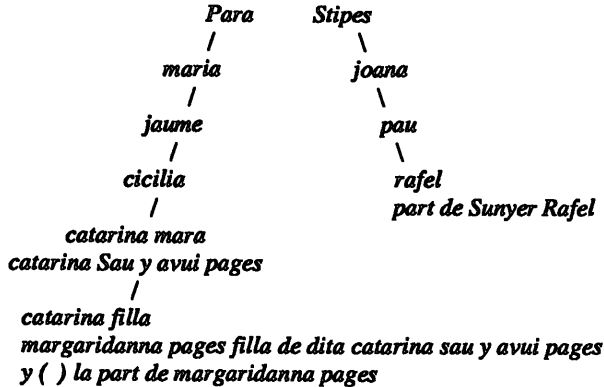 Para Stipes
maria joana
jaume pau
cicilia rafel
part de Sunyer Rafel
catarina mara
catarina Sau y avui pages
catarina filla
margaridanna pages filla de dita catarina sau y avui pages
y ( ) la part de margaridanna pages